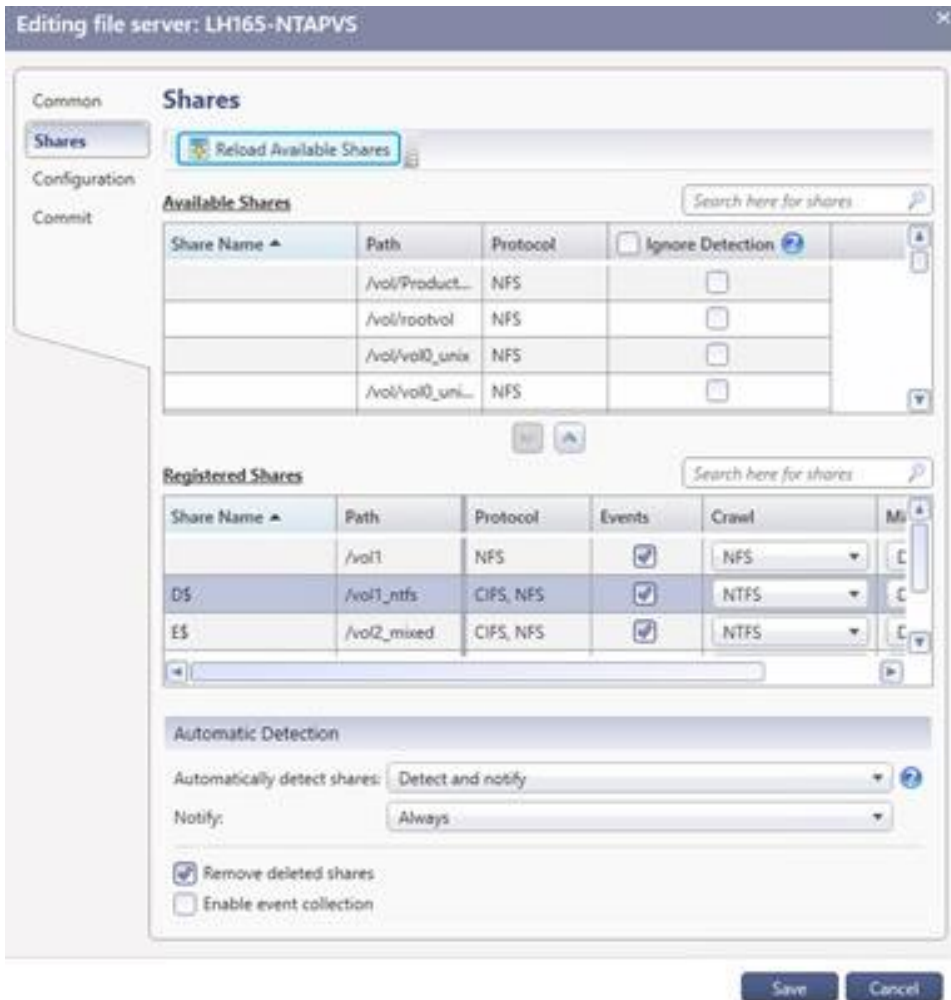 Editing file server: LH165-NTAPVS
Common
Shares
Configuration
Commit
Shares
Reload Available Shares
Available Shares
Search here for shares
Share Name Path Protocol Ignore Detection
/vol/Product... NFS
/vol/rootvol NFS
/vol/vol0_unix NFS
/vol/vol0_uni... NFS
Registered Shares
Search here for shares
Share Name Path Protocol Events Crawl Mi
/vol1 NFS NFS D
D$ /vol1_ntfs CIFS, NFS NTFS D
E$ /vol2_mixed CIFS, NFS NTFS D
Automatic Detection
Automatically detect shares: Detect and notify
Notify: Always
Remove deleted shares
Enable event collection
Save Cancel